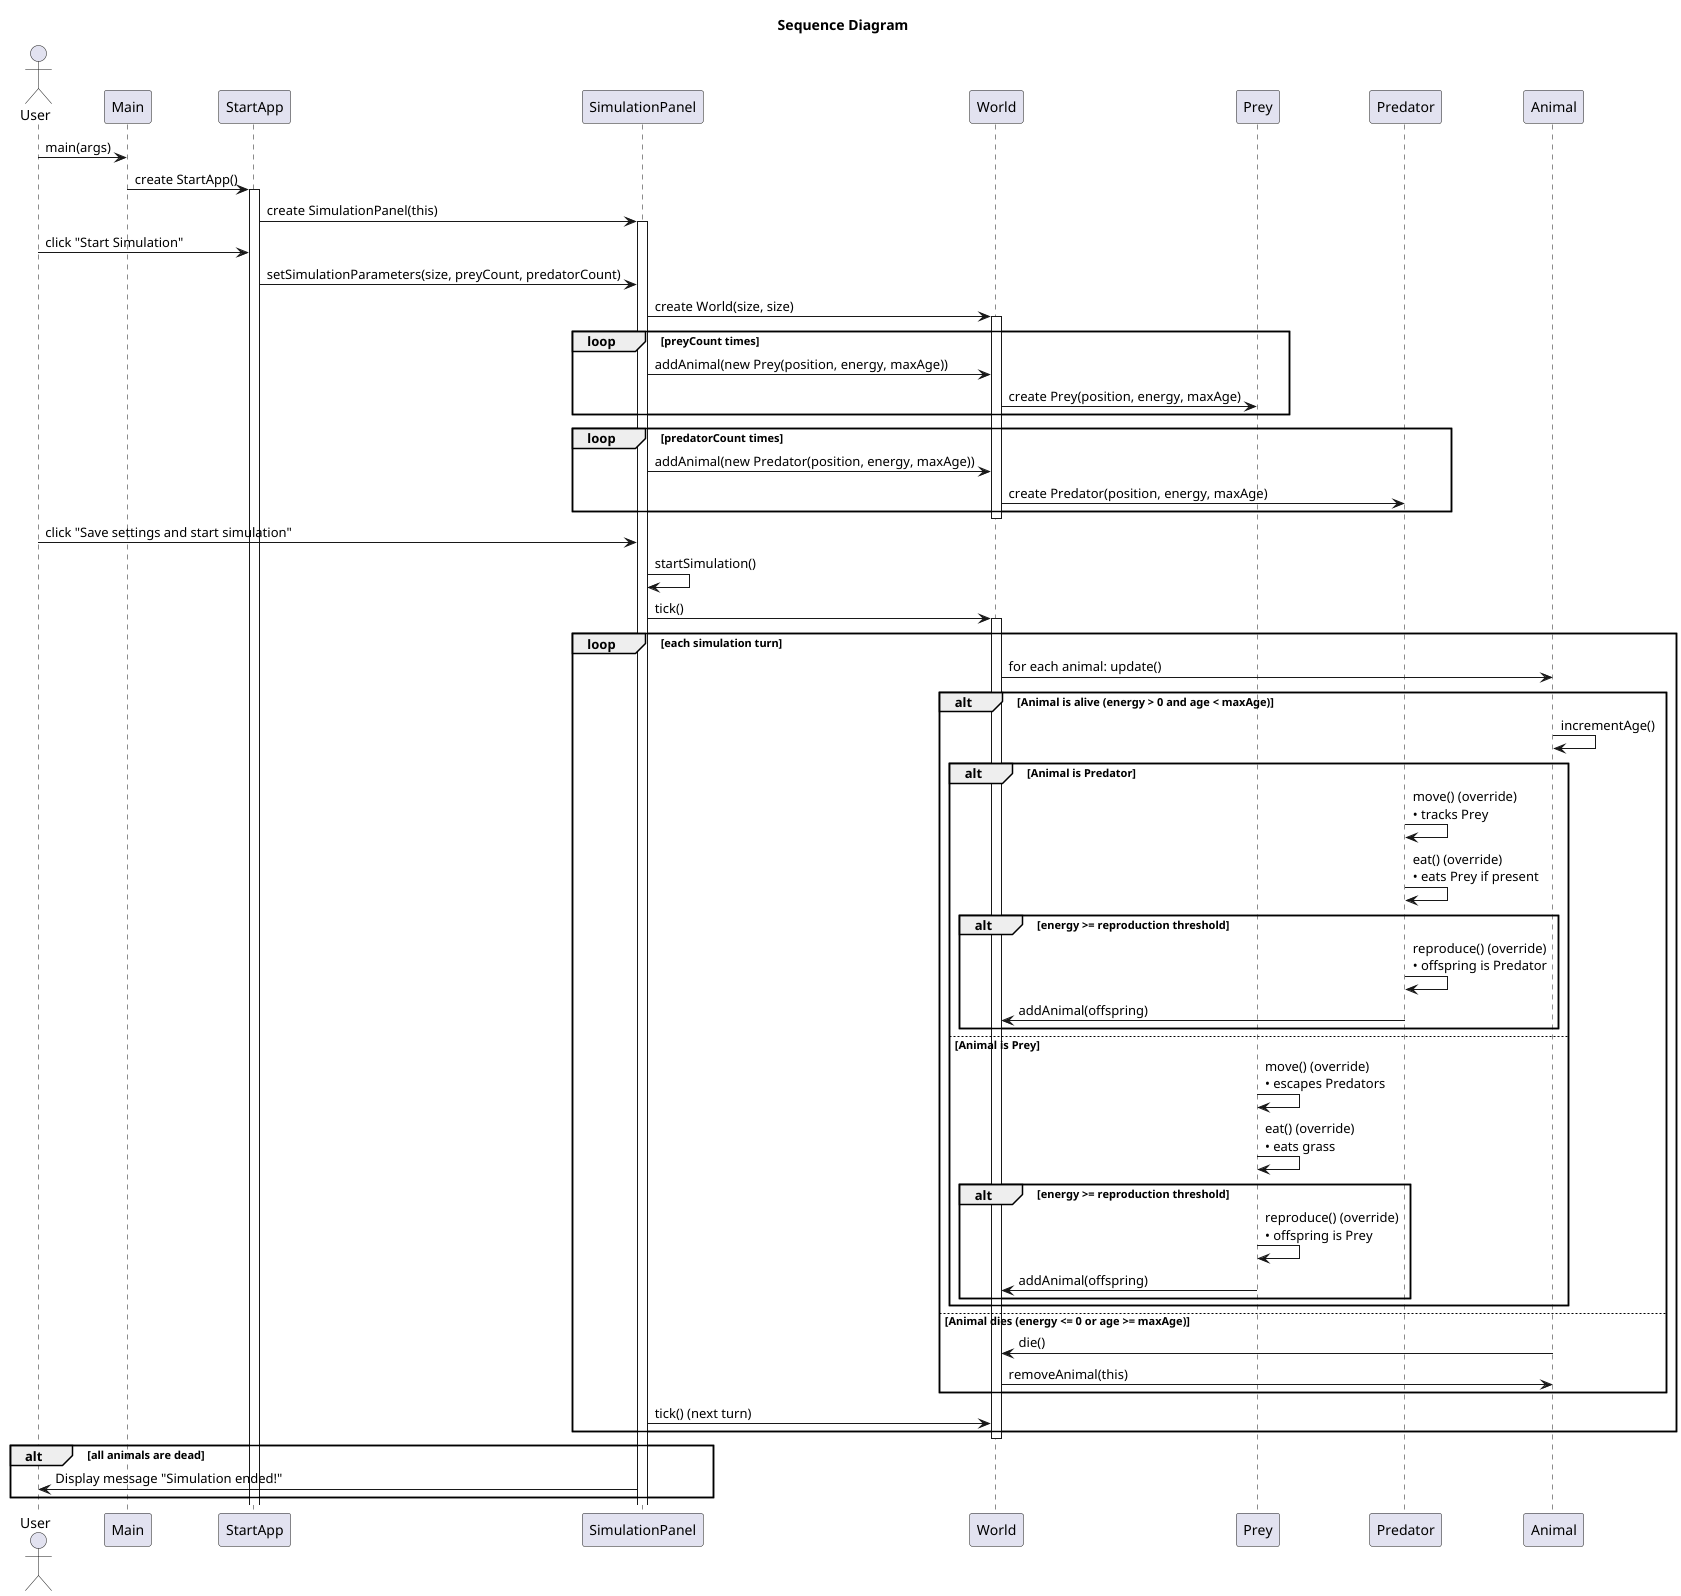 Sequence Diagram
User
Main
StartApp
SimulationPanel
World
Prey
Predator
Animal
main(args)
create StartApp()
create SimulationPanel(this)
click "Start Simulation"
setSimulationParameters(size, preyCount, predatorCount)
create World(size, size)
loop [preyCount times]
addAnimal(new Prey(position, energy, maxAge))
create Prey(position, energy, maxAge)
loop [predatorCount times]
addAnimal(new Predator(position, energy, maxAge))
create Predator(position, energy, maxAge)
click "Save settings and start simulation"
startSimulation()
tick()
loop [each simulation turn]
for each animal: update()
alt [Animal is alive (energy > 0 and age < maxAge)]
incrementAge()
alt [Animal is Predator]
move() (override)
• tracks Prey
eat() (override)
• eats Prey if present
alt [energy >= reproduction threshold]
reproduce() (override)
• offspring is Predator
addAnimal(offspring)
[Animal is Prey]
move() (override)
• escapes Predators
eat() (override)
• eats grass
alt [energy >= reproduction threshold]
reproduce() (override)
• offspring is Prey
addAnimal(offspring)
[Animal dies (energy <= 0 or age >= maxAge)]
die()
removeAnimal(this)
tick() (next turn)
alt [all animals are dead]
Display message "Simulation ended!"
User
Main
StartApp
SimulationPanel
World
Prey
Predator
Animal